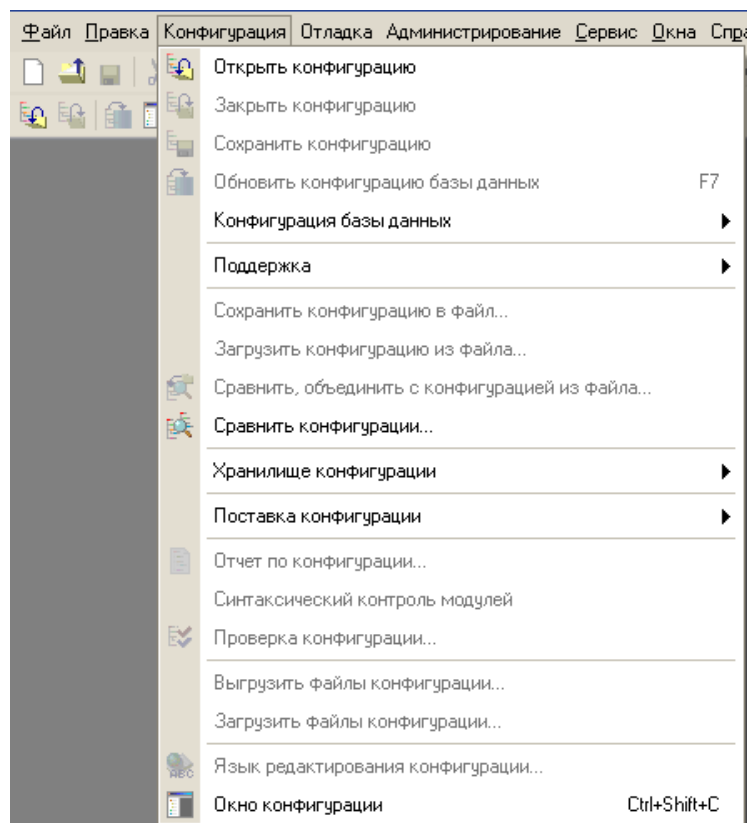 Файл Правка Конфигурация Отладка Администрирование Сервис Окна
Открыть конфигурацию
Закрыть конфигурацию
Сохранить конфигурацию
Обновить конфигурацию базы данных F7
Конфигурация базы данных
Поддержка
Сохранить конфигурацию в файл...
Загрузить конфигурацию из файла...
Сравнить, объединить с конфигурацией из файла...
Сравнить конфигурации...
Хранилище конфигурации
Поставка конфигурации
Отчет по конфигурации...
Синтаксический контроль модулей
Проверка конфигурации...
Выгрузить файлы конфигурации...
Загрузить файлы конфигурации...
Язык редактирования конфигурации...
Окно конфигурации Ctrl+Shift+C